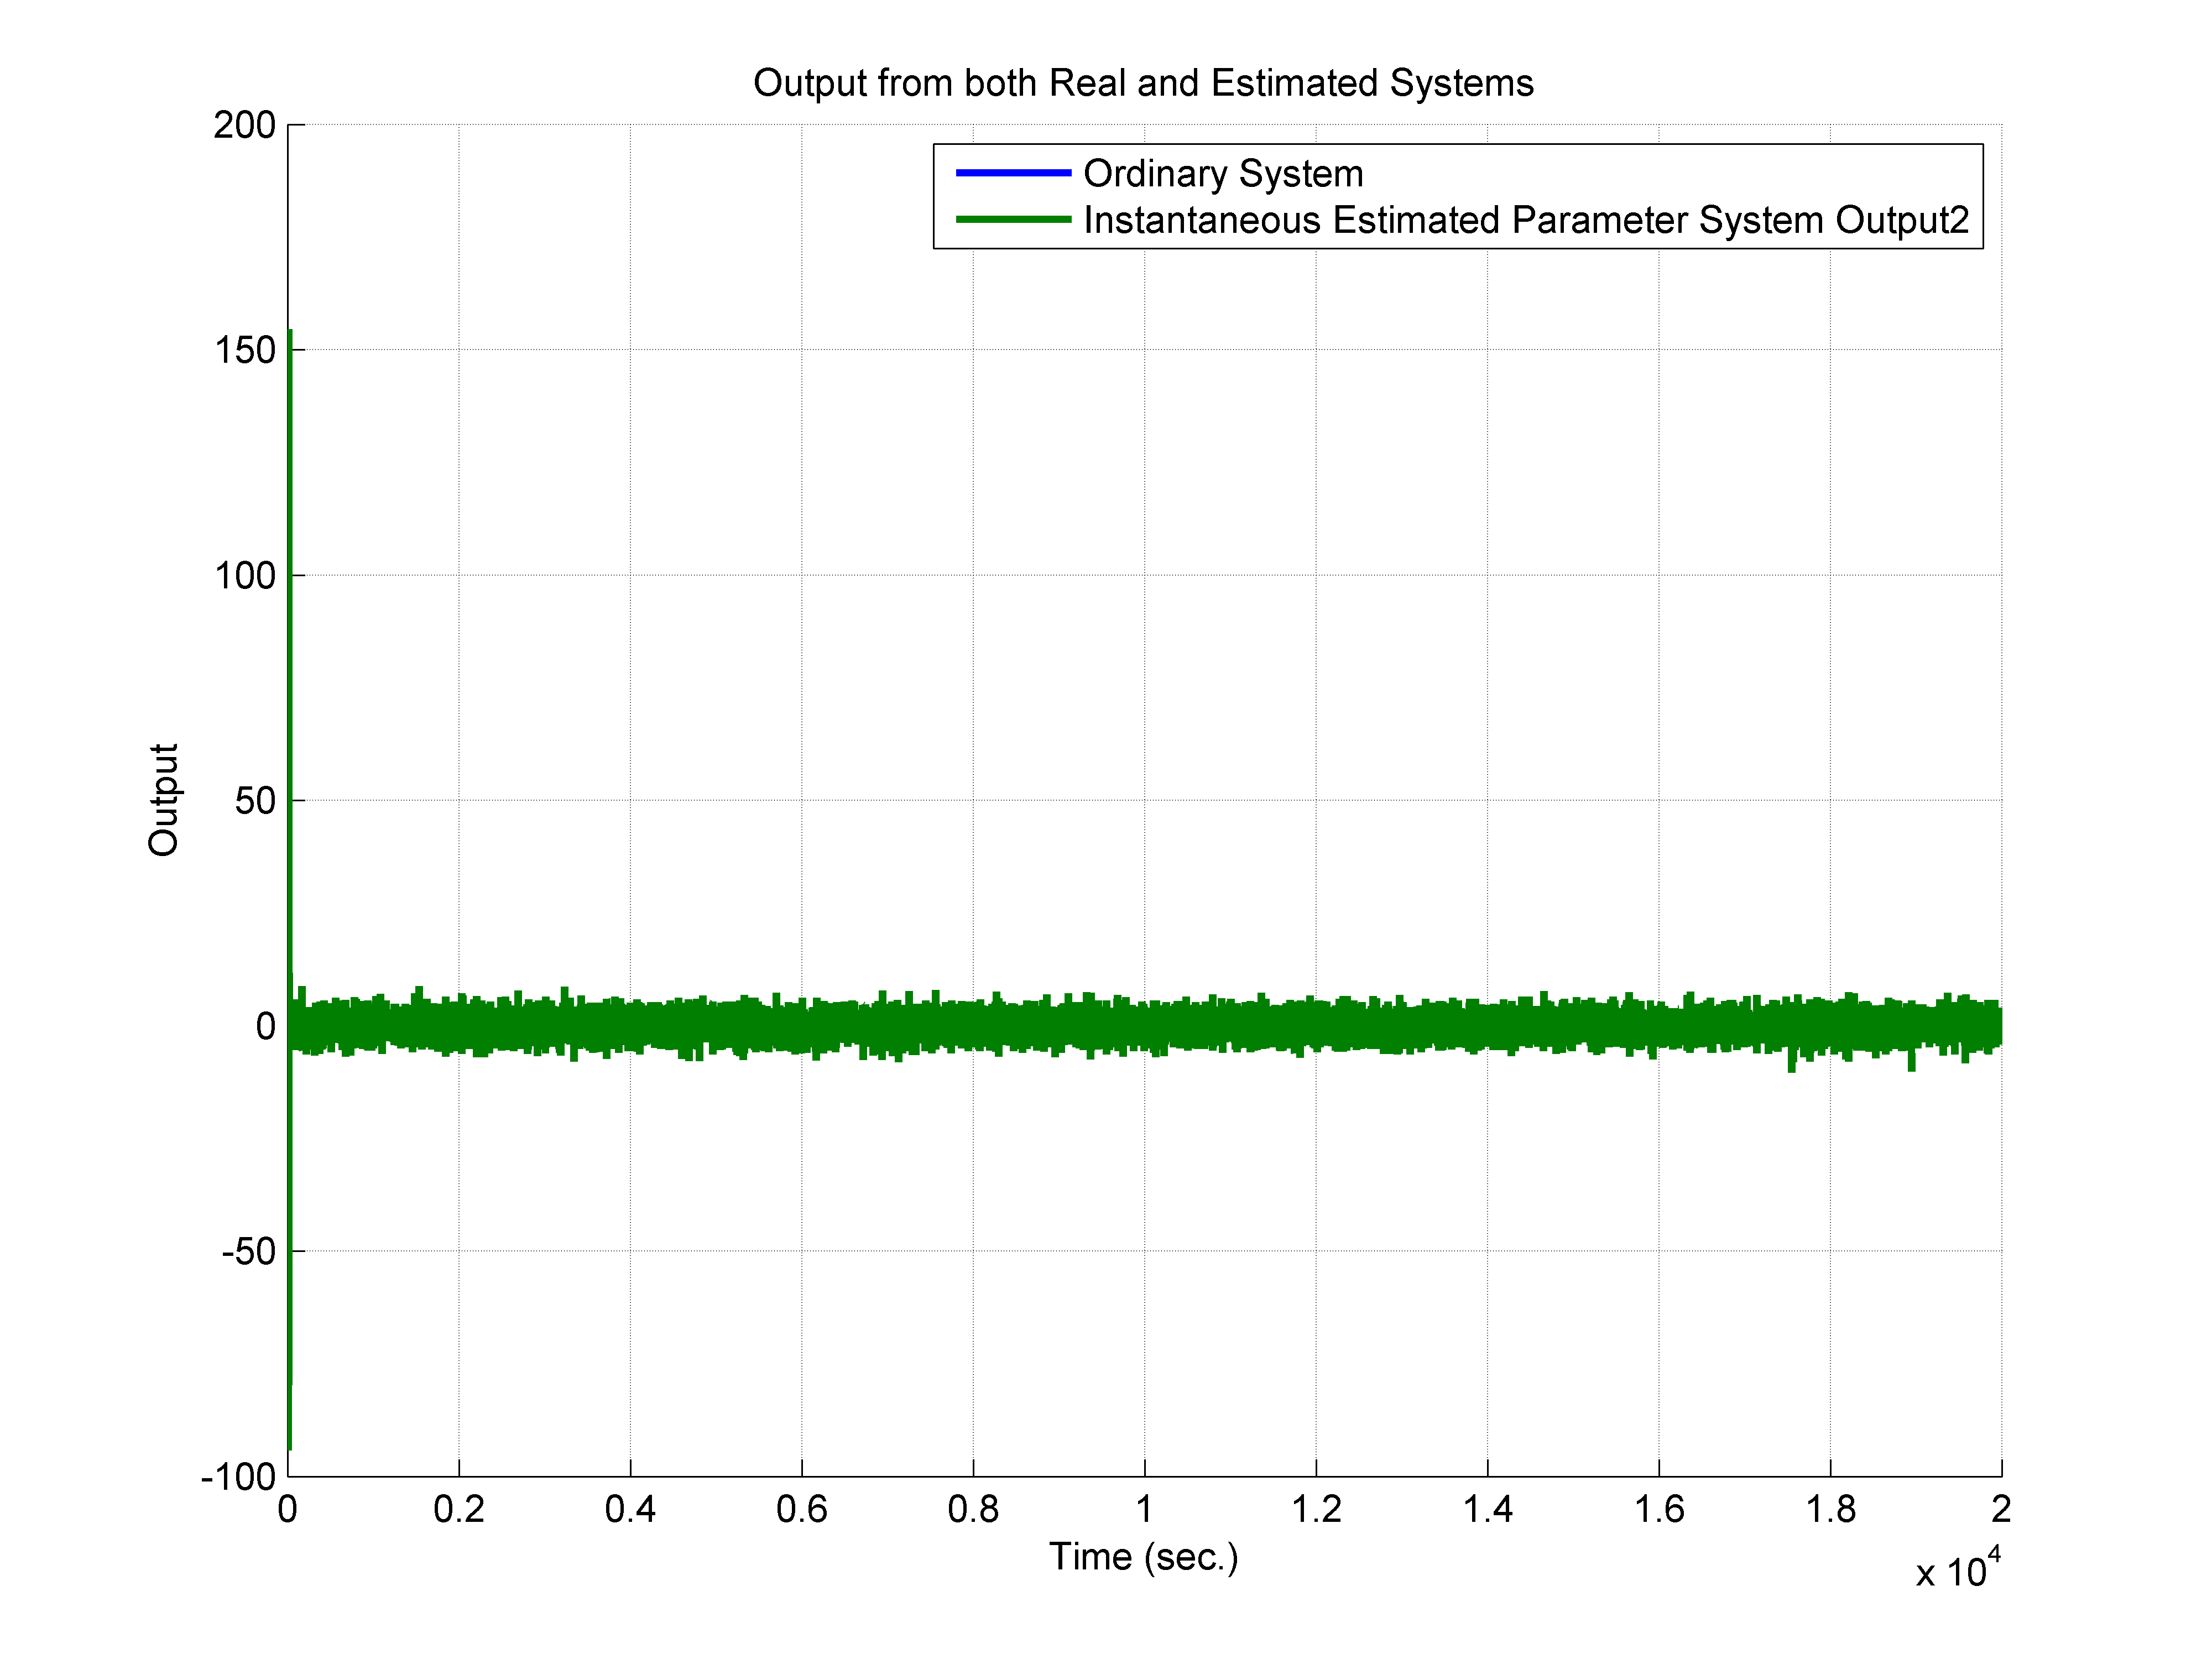 Output from both Real and Estimated Systems
200
Ordinary System
Instantaneous Estimated Parameter System Output2
150
100
50
Output
0
-50
-100
0 0.2 0.4 0.6 0.8 1 1.2 1.4 1.6 1.8 2
Time (sec.)
x 10^4